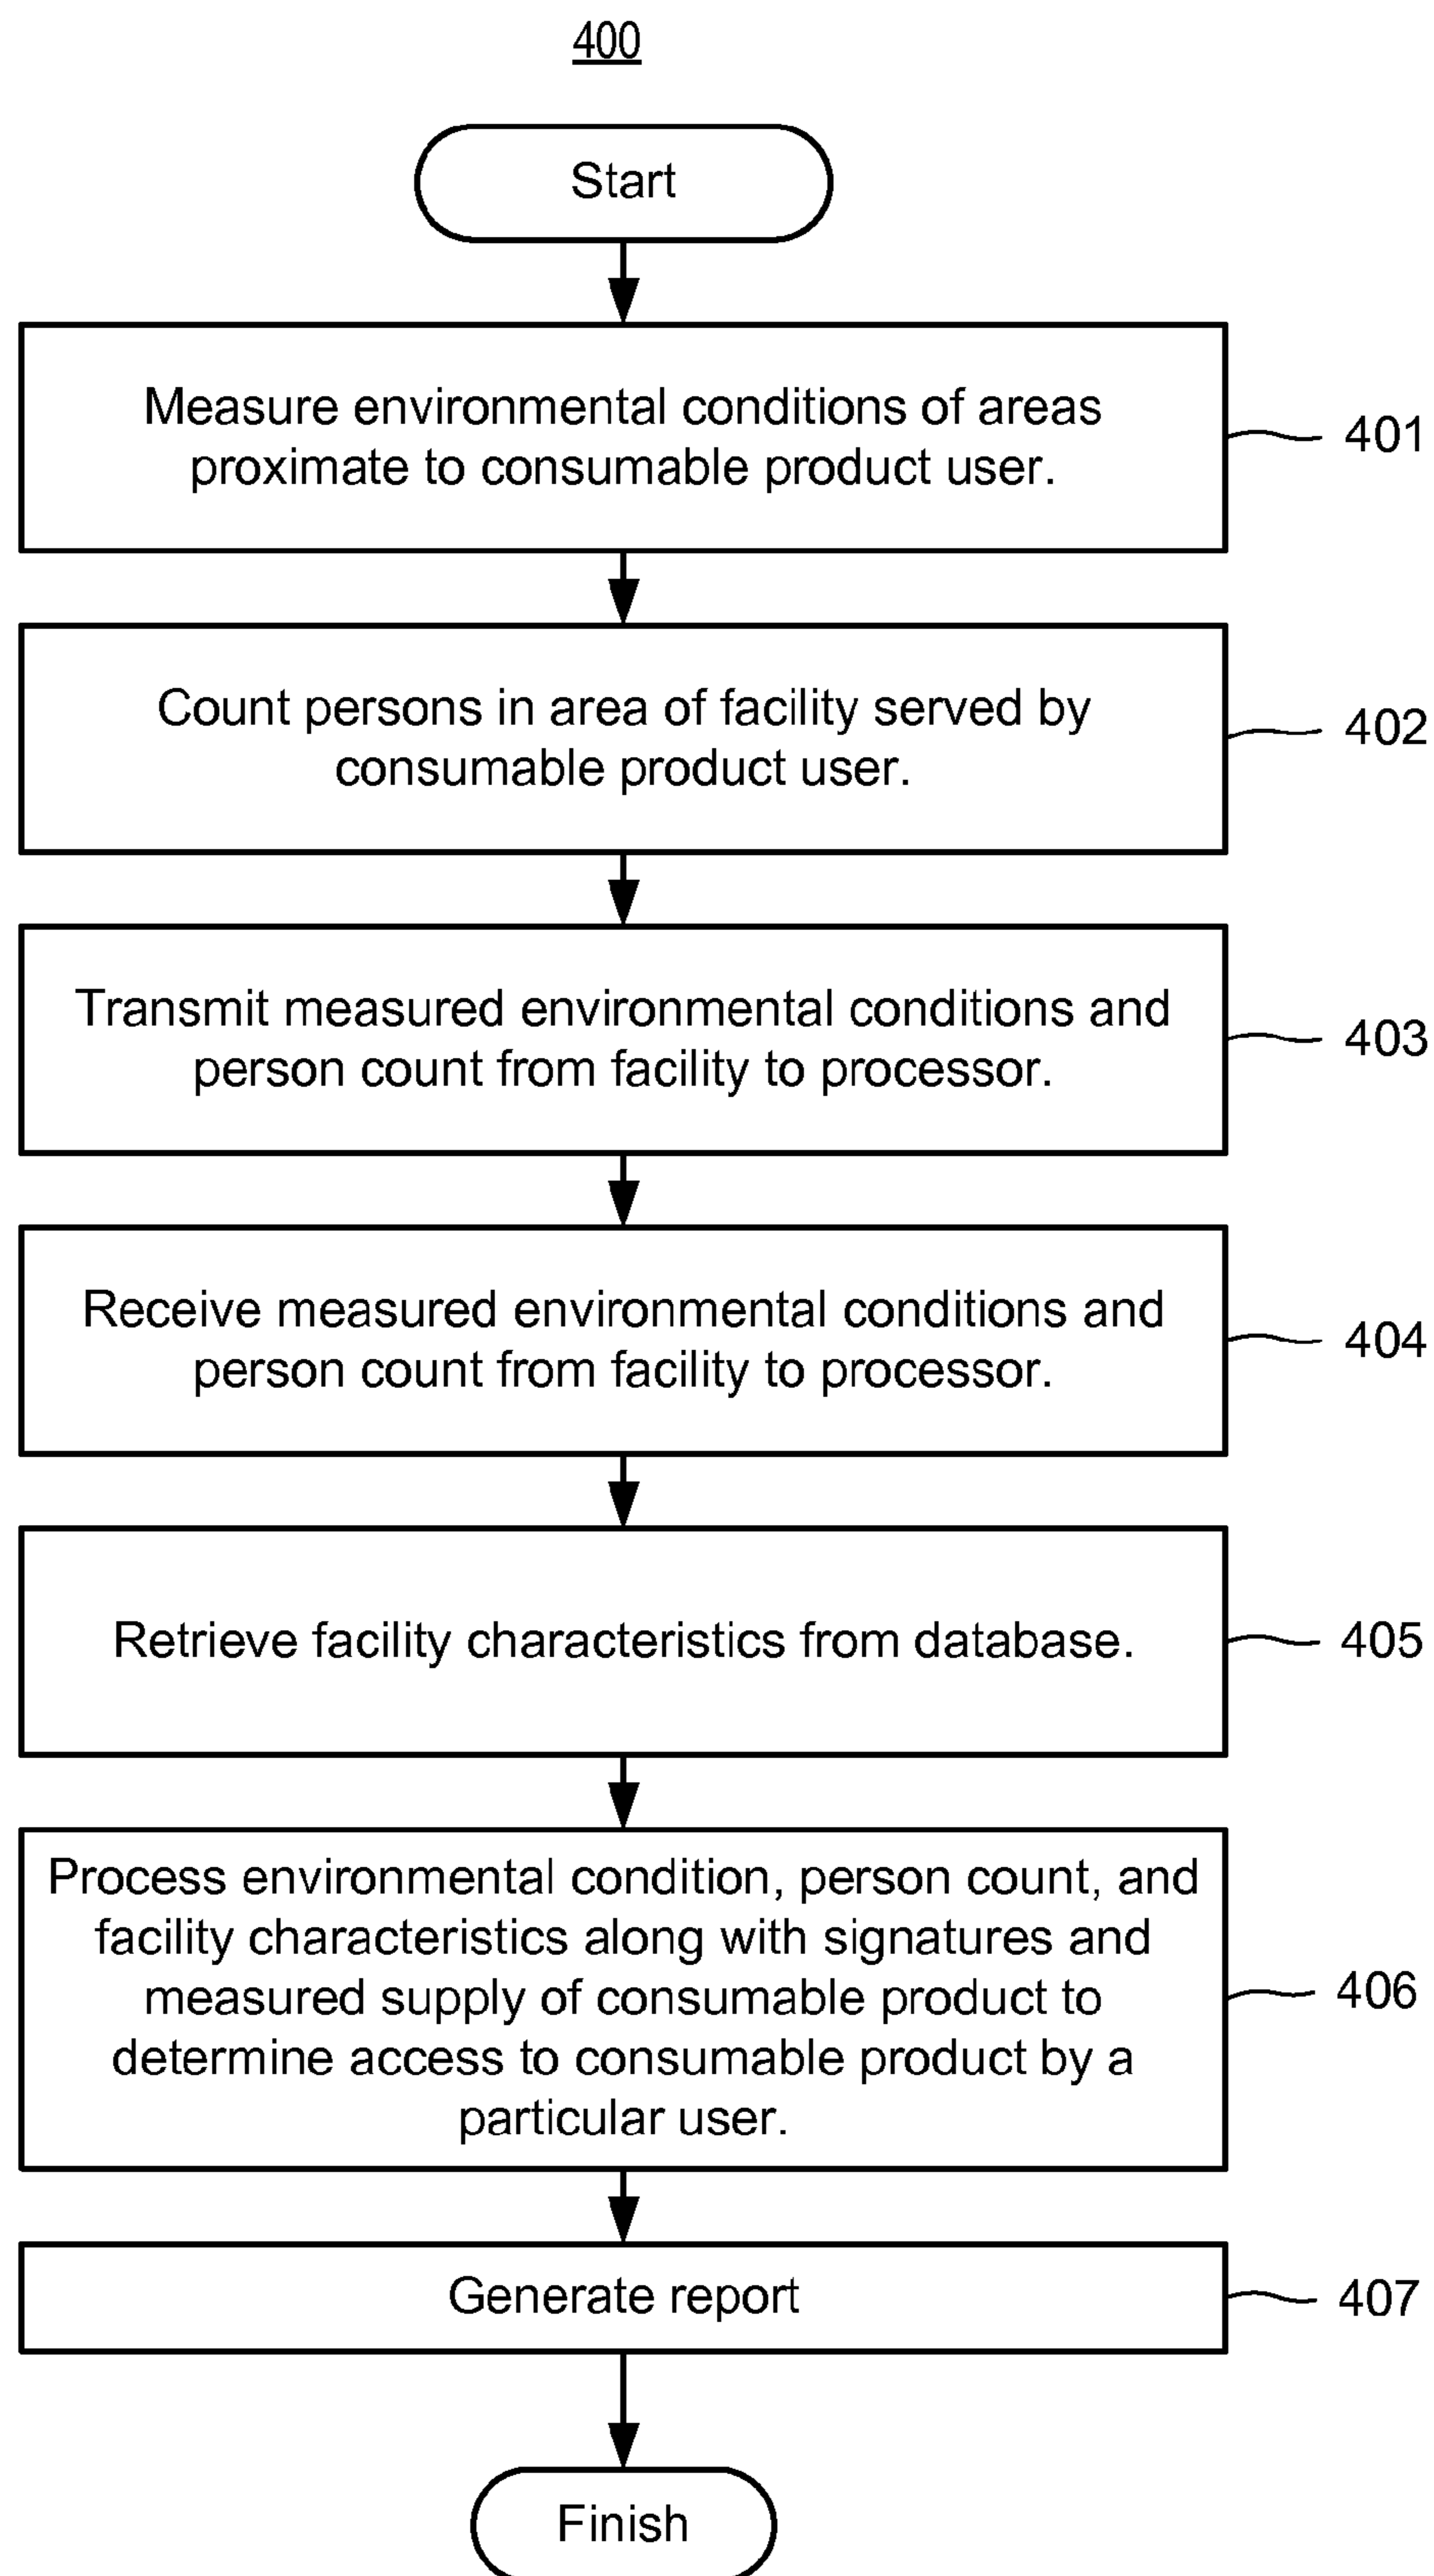 400
Start
Measure environmental conditions of areas
proximate to consumable product user.
401
Count persons in area of facility served by
consumable product user.
402
Transmit measured environmental conditions and
person count from facility to processor.
403
Receive measured environmental conditions and
person count from facility to processor.
404
Retrieve facility characteristics from database.
405
Process environmental condition, person count, and
facility characteristics along with signatures and
measured supply of consumable product to
determine access to consumable product by a
particular user.
406
Generate report
407
Finish